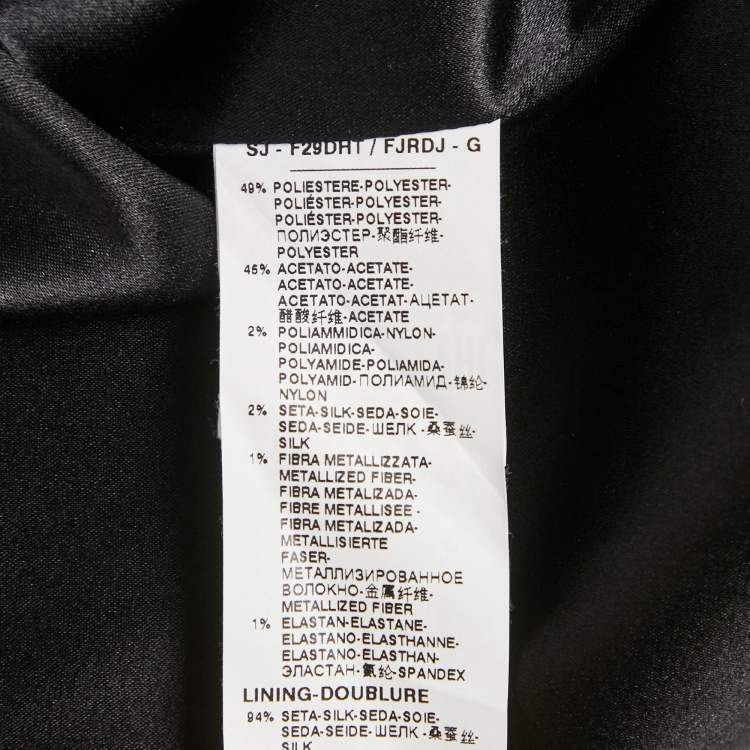 SJ - F29DHT / FJRDJ - G
49% POLIESTERE-POLYESTER-
POLIÉSTER-POLYESTER-
POLIÉSTER-POLYESTER-
ПОЛИЭСТЕР-聚酯纤维-
POLYESTER
46% ACETATO-ACETATE-
ACETATO-ACETATE-
ACETATO-ACETAT-АЦЕТАТ-
醋酸纤维-ACETATE
2% POLIAMMIDICA-NYLON-
POLIAMIDICA-
POLYAMIDE-POLIAMIDA-
POLYAMID-ПОЛИАМИД-锦纶-
NYLON
2% SETA-SILK-SEDA-SOIE-
SEDA-SEIDE-ШЕЛК-桑蚕丝-
SILK
1% FIBRA METALLIZZATA-
METALLIZED FIBER-
FIBRA METALIZADA-
FIBRE METALLISEE-
FIBRA METALIZADA-
METALLISIERTE
FASER-
МЕТАЛЛИЗИРОВАННОЕ
ВОЛОКНО-金属纤维-
METALLIZED FIBER
1% ELASTAN-ELASTANE-
ELASTANO-ELASTHANNE-
ELASTANO-ELASTHAN-
ЭЛАСТАН-氨纶-SPANDEX
LINING-DOUBLURE
94% SETA-SILK-SEDA-SOIE-
SEDA-SEIDE-ШЕЛК-桑蚕丝-
SILK